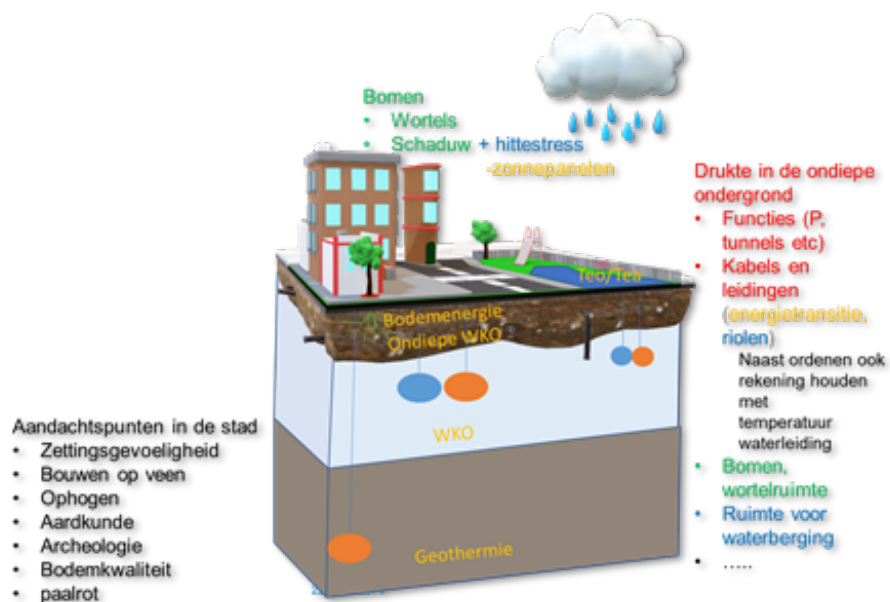 Bomen
• Wortels
• Schaduw + hittestress
-zonnepanelen
Drukte in de ondiepe
ondergrond
• Functies (P,
tunnels etc)
• Kabels en
leidingen
(energietransitie,
riolen)
Naast ordenen ook
rekening houden
met
temperatuur
waterleiding
• Bomen,
wortelruimte
• Ruimte voor
waterberging
• …..
Teo/Tea
Bodemenergie
Ondiepe WKO
WKO
Geothermie
Aandachtspunten in de stad
• Zettingsgevoeligheid
• Bouwen op veen
• Ophogen
• Aardkunde
• Archeologie
• Bodemkwaliteit
• paalrot